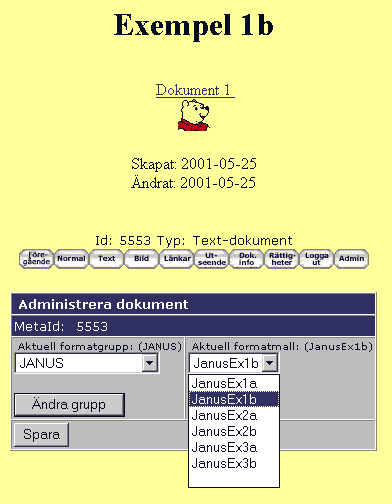 Exempel 1b
Dokument 1
Skapat: 2001-05-25
Ändrat: 2001-05-25
Id: 5553 Typ: Text-dokument
Före-gående Normal Text Bild Länkar Ut-seende Dok. info Rättig-heter Logga ut Admin
Administrera dokument
MetaId: 5553
Aktuell formatgrupp: (JANUS) Aktuell formatmall: (JanusEx1b)
JANUS JanusEx1b
JanusEx1a
JanusEx1b
Ändra grupp JanusEx2a
JanusEx2b
Spara JanusEx3a
JanusEx3b